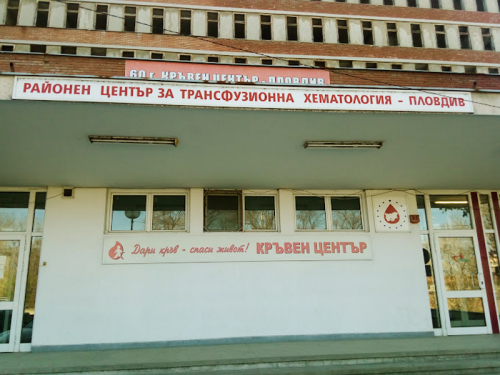 60 г. КРЪВЕН ЦЕНТЪР - ПЛОВДИВ
РАЙОНЕН ЦЕНТЪР ЗА ТРАНСФУЗИОННА ХЕМАТОЛОГИЯ - ПЛОВДИВ
Дари кръв - спаси живот! КРЪВЕН ЦЕНТЪР